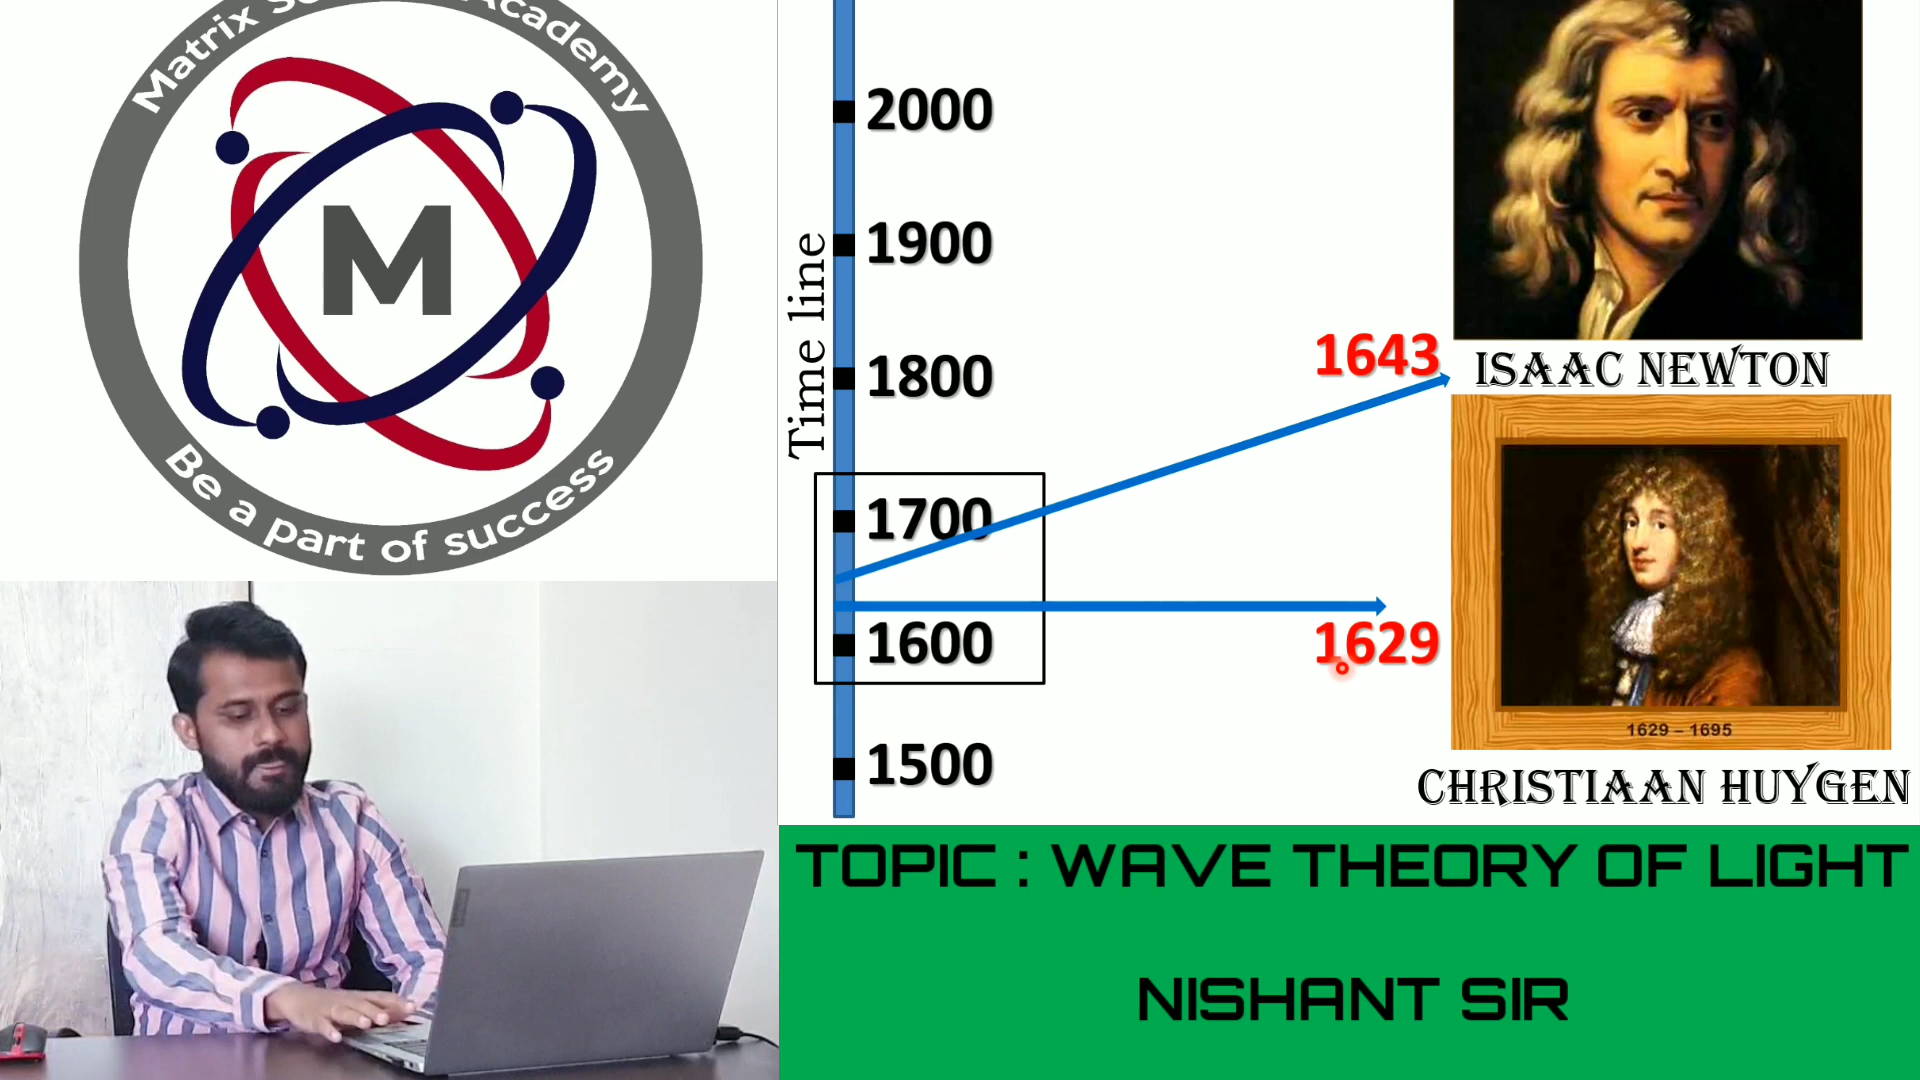 Matrix S
Academy
M
Be a part of success
Time line
2000
1900
1800
1700
1600
1500
1643
ISAAC NEWTON
1629
1629 – 1695
CHRISTIAAN HUYGEN
TOPIC : WAVE THEORY OF LIGHT
NISHANT SIR